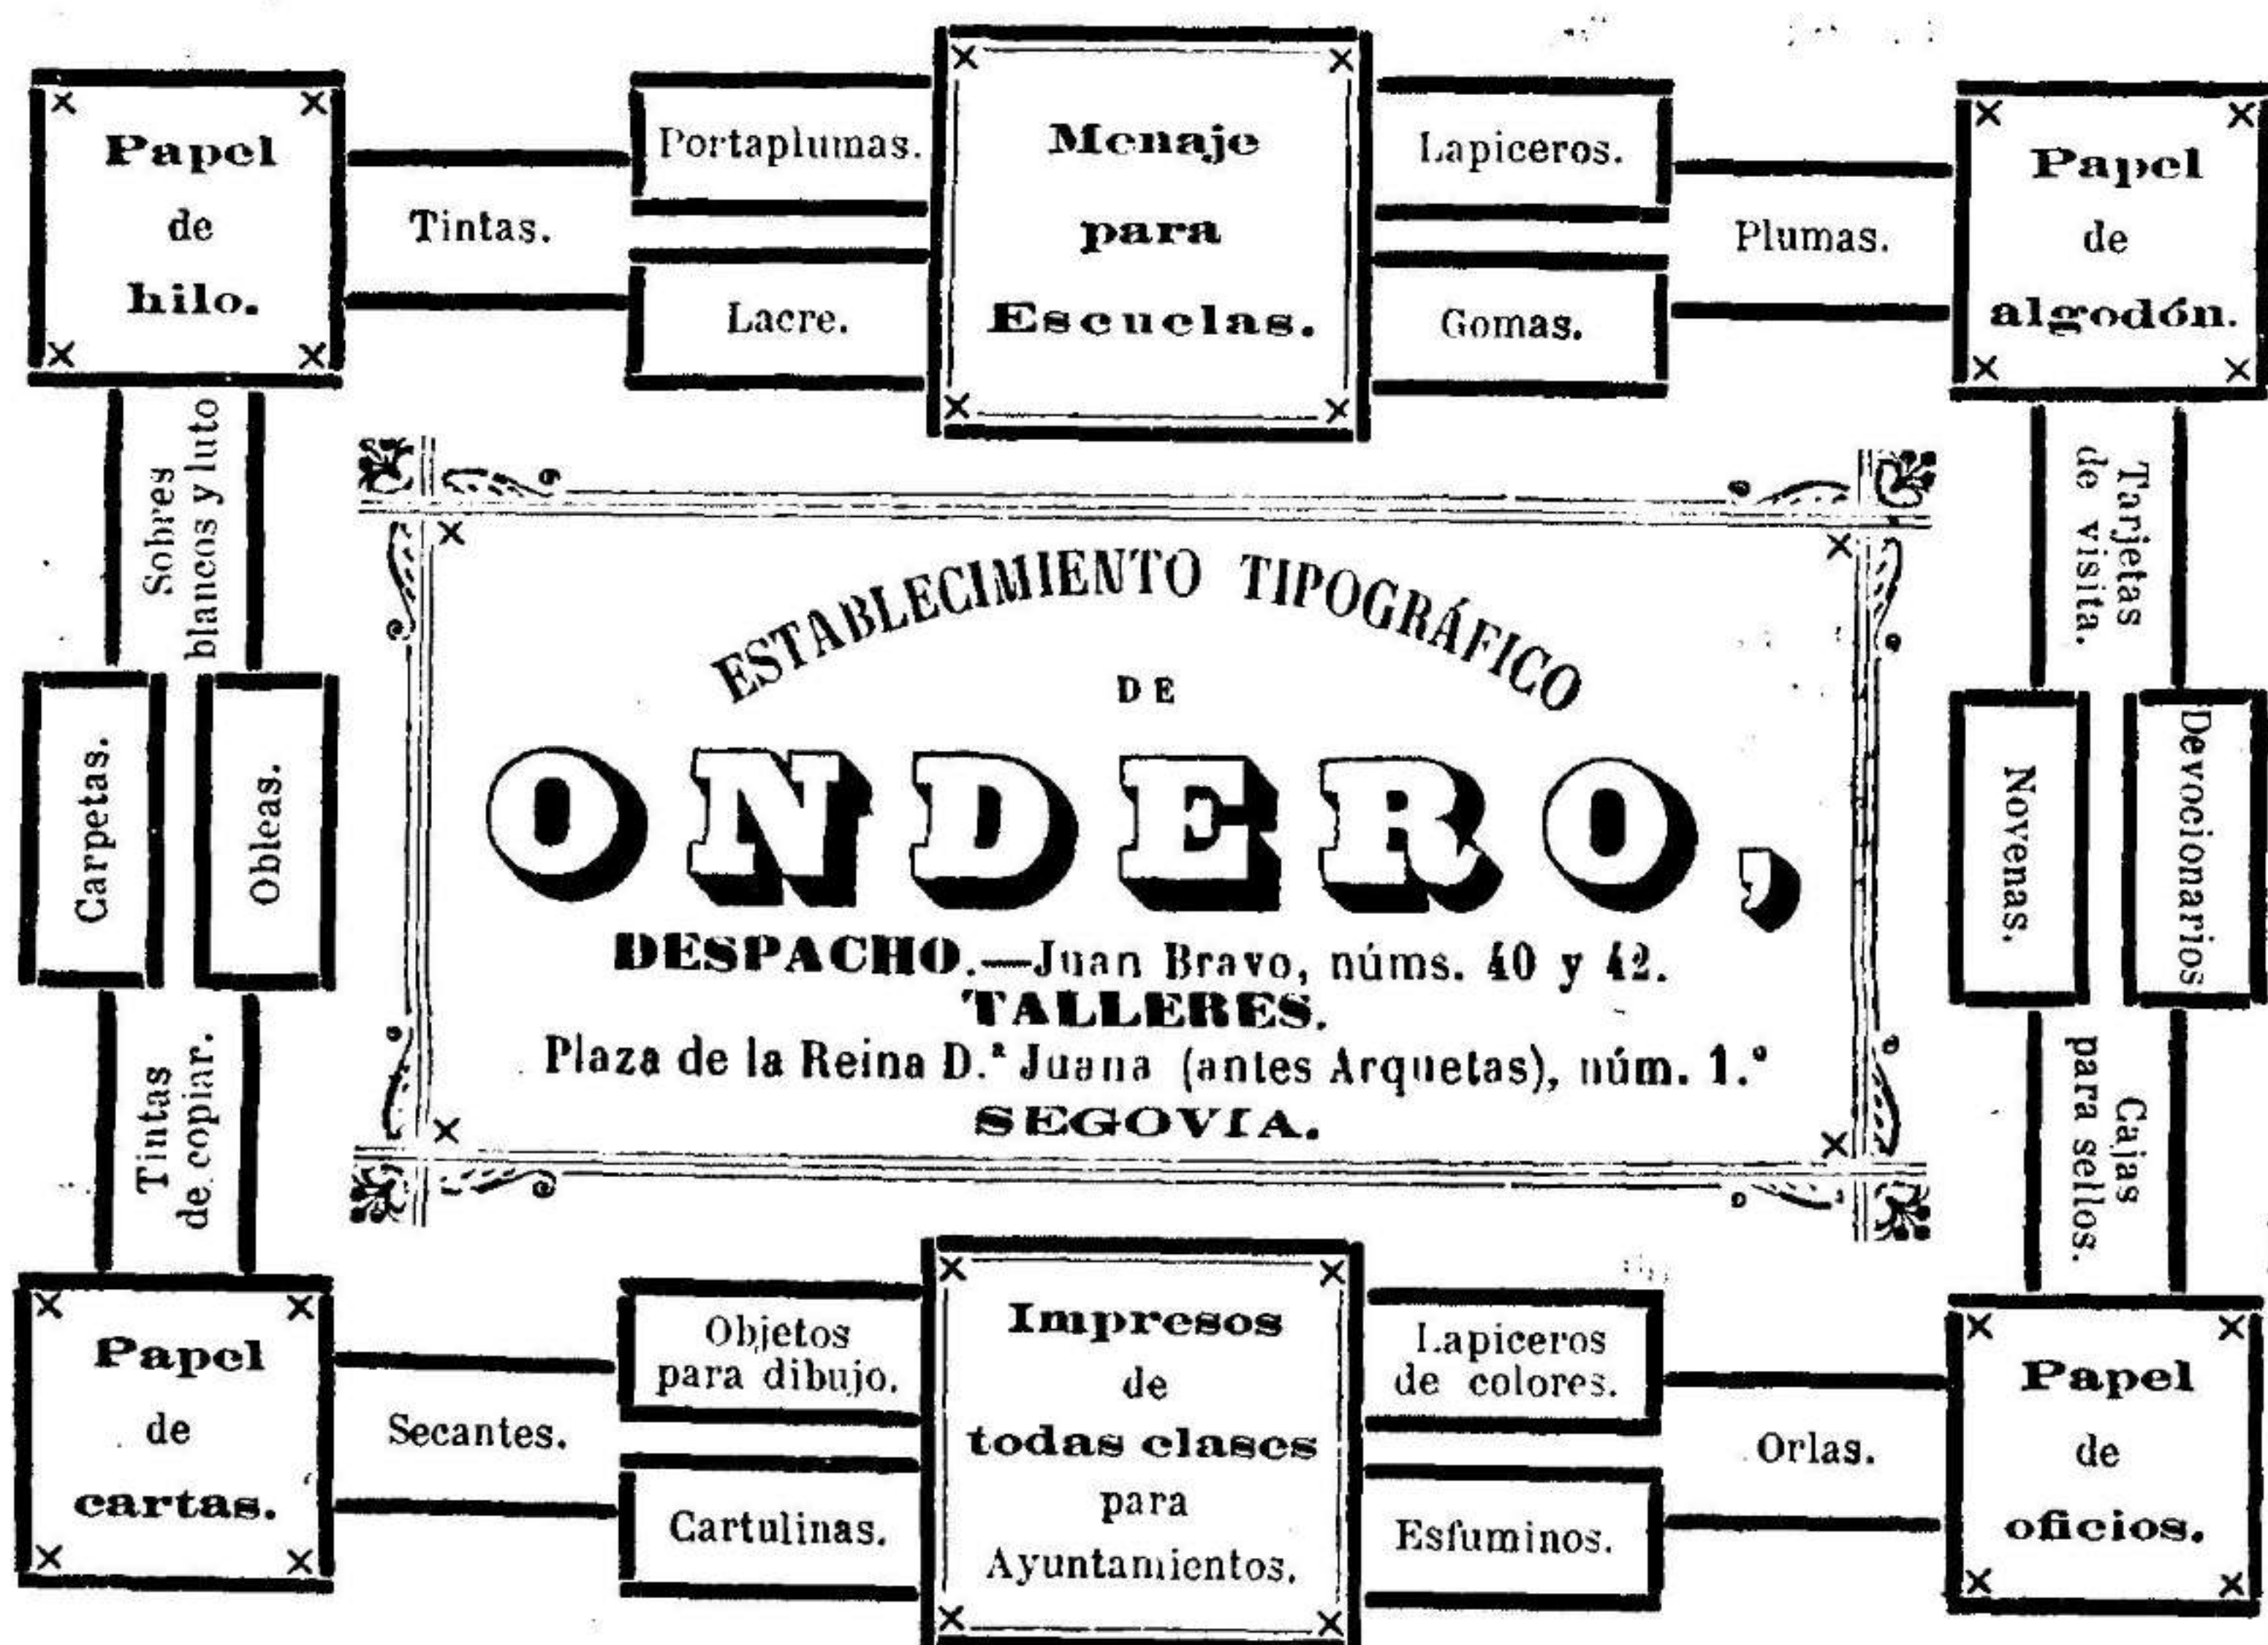 Papel
de
hilo.
Tintas.
Portaplumas.
Lacre.
Menaje
para
Escuelas.
Lapiceros.
Gomas.
Plumas.
Papel
de
algodón.
Sobres
blancos y luto
Carpetas.
Obleas.
Tintas
de copiar.
ESTABLECIMIENTO TIPOGRÁFICO
DE
ONDERO,
DESPACHO.—Juan Bravo, núms. 40 y 42.
TALLERES.
Plaza de la Reina D.ª Juana (antes Arquetas), núm. 1.º
SEGOVIA.
Tarjetas
de visita.
Novenas.
Devocionarios
Cajas
para sellos.
Papel
de
cartas.
Secantes.
Objetos
para dibujo.
Cartulinas.
Impresos
de
todas clases
para
Ayuntamientos.
Lapiceros
de colores.
Esfuminos.
Orlas.
Papel
de
oficios.